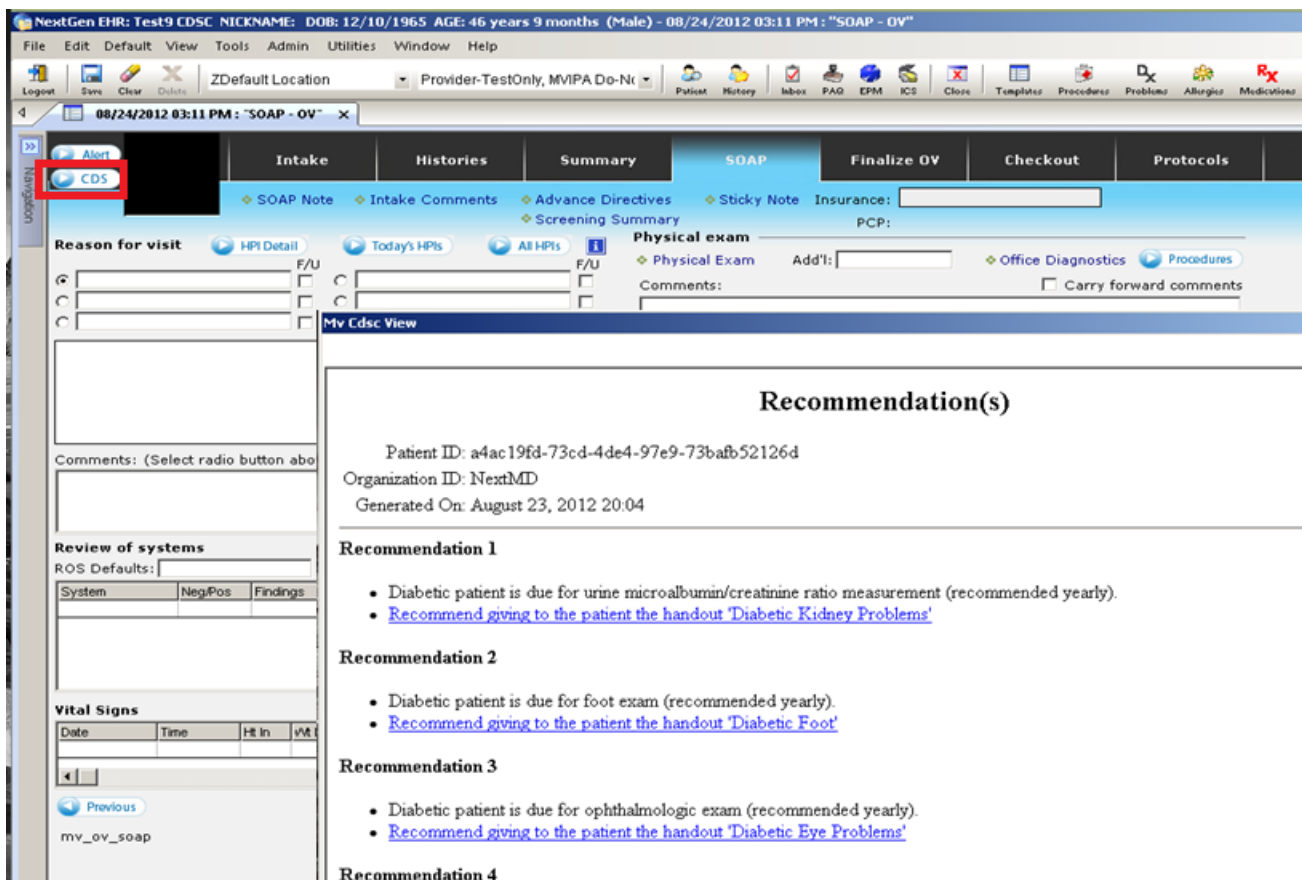 NextGen EHR: Test9 CDSC NICKNAME: DOB: 12/10/1965 AGE: 46 years 9 months (Male) - 08/24/2012 03:11 PM : "SOAP - OV"
File Edit Default View Tools Admin Utilities Window Help
ZDefault Location Provider-TestOnly, MVIPA Do-Nc
Logout Save Clear Delete Patient History Inbox PAQ EPM ICS Close Templates Procedures Problems Allergies Medications
08/24/2012 03:11 PM : "SOAP - OV" X
Navigation
Alert
CDS
Intake Histories Summary SOAP Finalize OV Checkout Protocols
SOAP Note Intake Comments Advance Directives Sticky Note Insurance:
Screening Summary PCP:
Reason for visit HPI Detail Today's HPIs All HPIs Physical exam
F/U F/U Physical Exam Add'l: Office Diagnostics Procedures
Comments: Carry forward comments
Mv Cdsc View
Recommendation(s)
Patient ID: a4ac19fd-73cd-4de4-97e9-73bafb52126d
Organization ID: NextMD
Generated On: August 23, 2012 20:04
Comments: (Select radio button abo
Review of systems
ROS Defaults:
System Neg/Pos Findings
Vital Signs
Date Time Ht In
Previous
mv_ov_soap
Recommendation 1
Diabetic patient is due for urine microalbumin/creatinine ratio measurement (recommended yearly).
Recommend giving to the patient the handout 'Diabetic Kidney Problems'
Recommendation 2
Diabetic patient is due for foot exam (recommended yearly).
Recommend giving to the patient the handout 'Diabetic Foot'
Recommendation 3
Diabetic patient is due for ophthalmologic exam (recommended yearly).
Recommend giving to the patient the handout 'Diabetic Eye Problems'
Recommendation 4